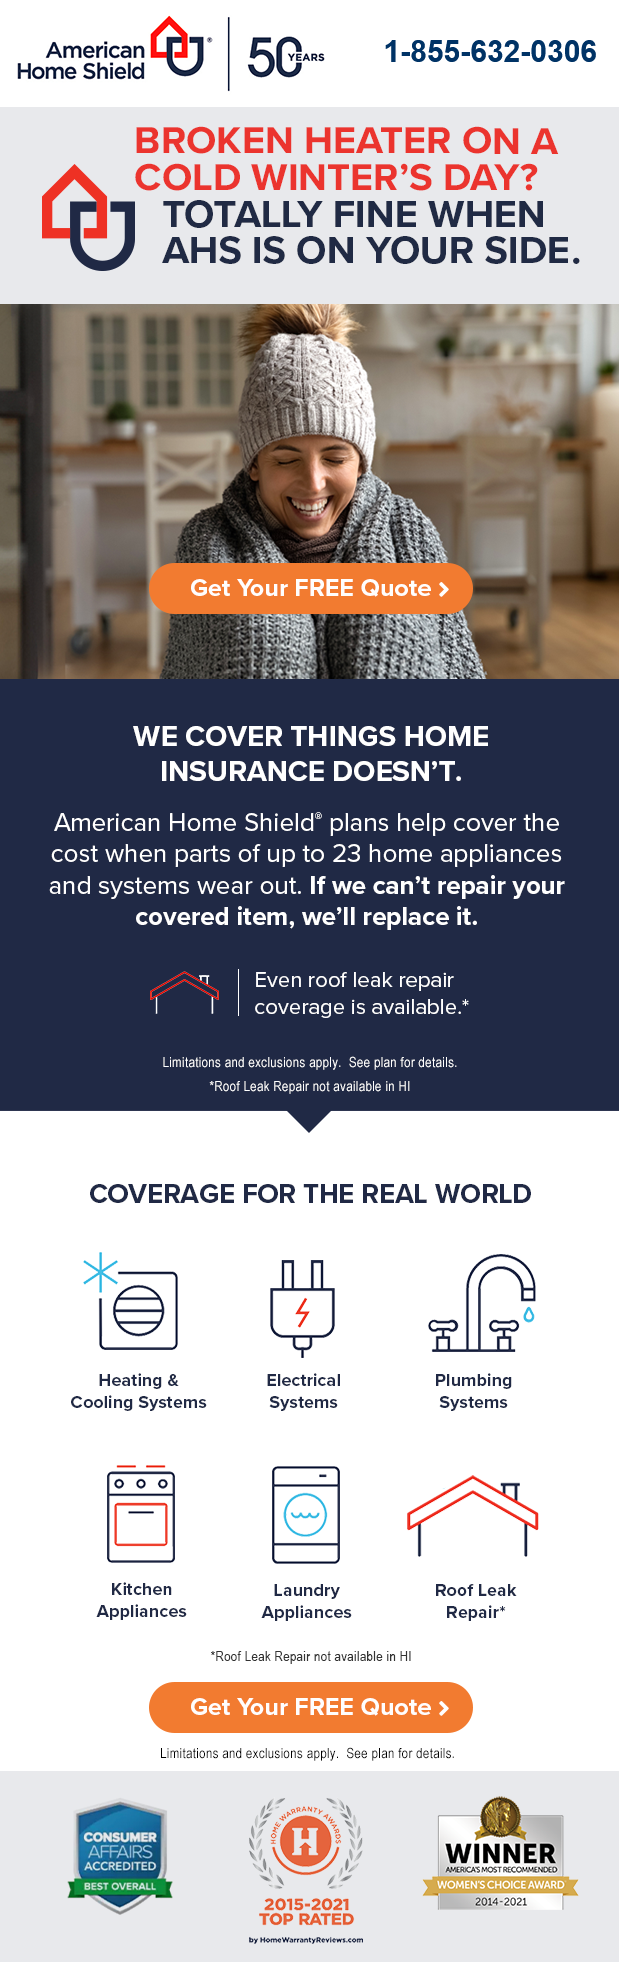 American
Home Shield®
50 YEARS
1-855-632-0306
BROKEN HEATER ON A
COLD WINTER'S DAY?
TOTALLY FINE WHEN
AHS IS ON YOUR SIDE.
Get Your FREE Quote ›
WE COVER THINGS HOME
INSURANCE DOESN'T.
American Home Shield® plans help cover the
cost when parts of up to 23 home appliances
and systems wear out. If we can't repair your
covered item, we'll replace it.
Even roof leak repair
coverage is available.*
Limitations and exclusions apply. See plan for details.
*Roof Leak Repair not available in HI
COVERAGE FOR THE REAL WORLD
Heating &
Cooling Systems
Electrical
Systems
Plumbing
Systems
Kitchen
Appliances
Laundry
Appliances
Roof Leak
Repair*
*Roof Leak Repair not available in HI
Get Your FREE Quote ›
Limitations and exclusions apply. See plan for details.
CONSUMER
AFFAIRS
ACCREDITED
BEST OVERALL
HOME WARRANTY AWARDS
H
2015-2021
TOP RATED
by HomeWarrantyReviews.com
WINNER
AMERICA'S MOST RECOMMENDED
WOMEN'S CHOICE AWARD
2014-2021